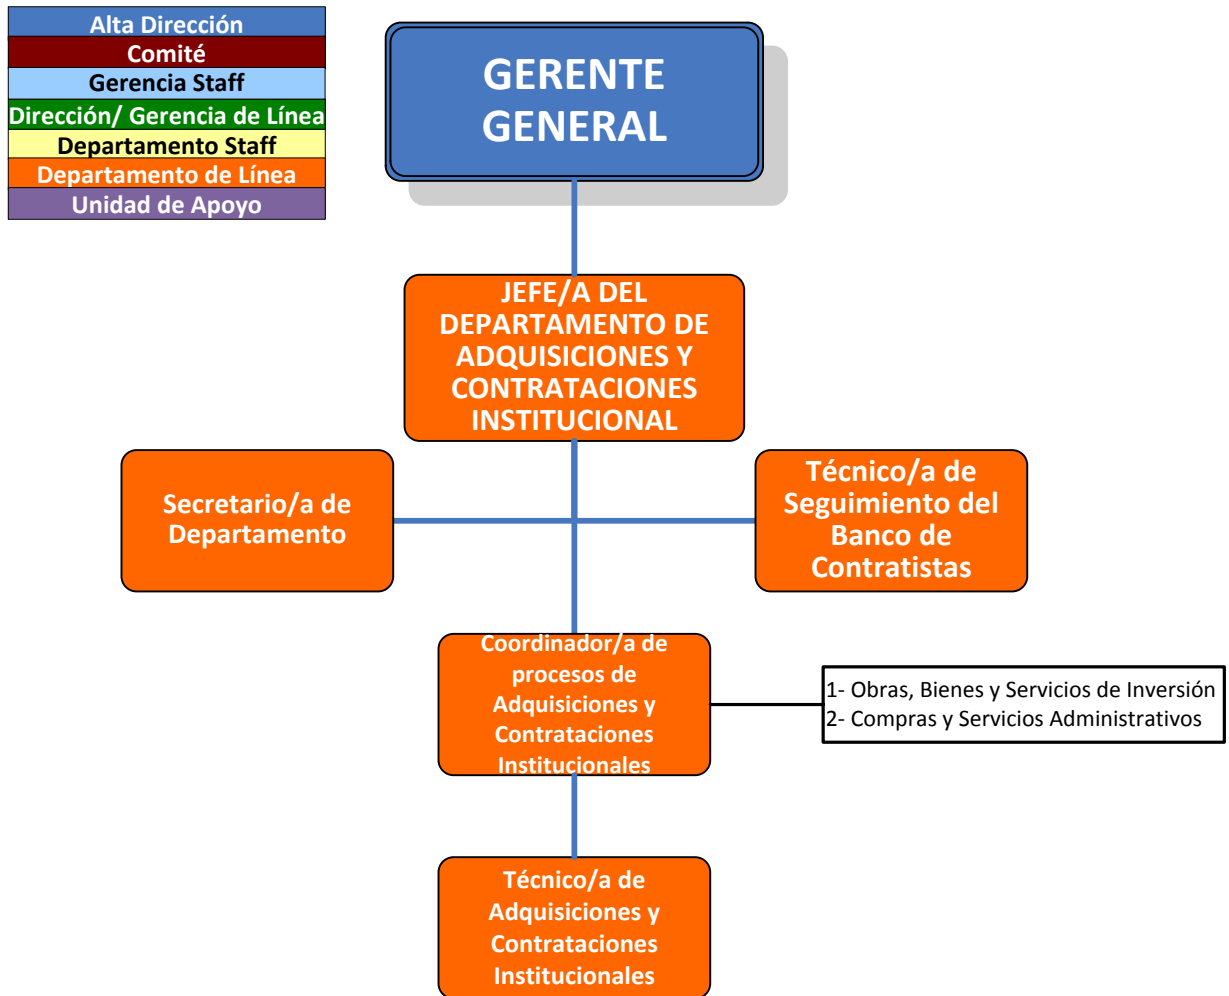 Alta Dirección
Comité
Gerencia Staff
Dirección/ Gerencia de Línea
Departamento Staff
Departamento de Línea
Unidad de Apoyo
GERENTE
GENERAL
JEFE/A DEL
DEPARTAMENTO DE
ADQUISICIONES Y
CONTRATACIONES
INSTITUCIONAL
Secretario/a de
Departamento
Técnico/a de
Seguimiento del
Banco de
Contratistas
Coordinador/a de
procesos de
Adquisiciones y
Contrataciones
Institucionales
1- Obras, Bienes y Servicios de Inversión
2- Compras y Servicios Administrativos
Técnico/a de
Adquisiciones y
Contrataciones
Institucionales